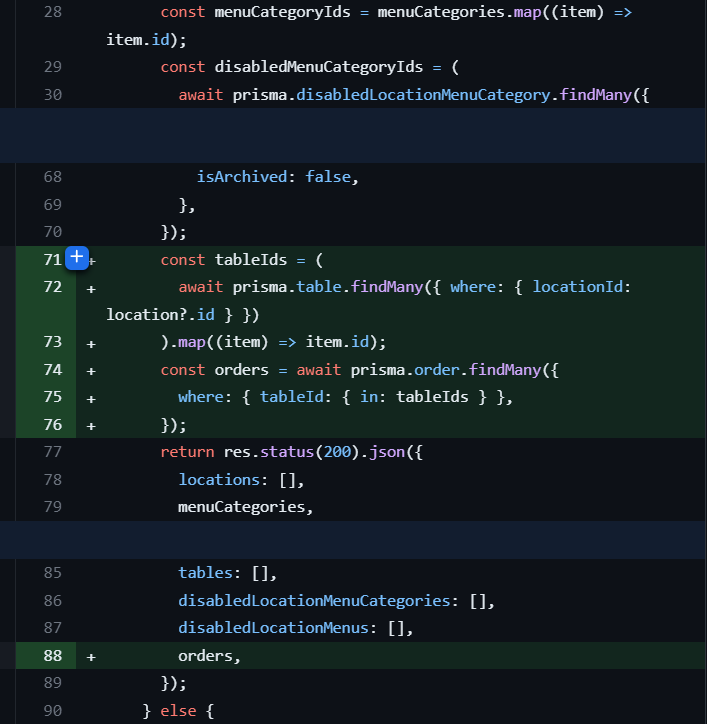 28 const menuCategoryIds = menuCategories.map((item) =>
item.id);
29 const disabledMenuCategoryIds = (
30 await prisma.disabledLocationMenuCategory.findMany({
68 isArchived: false,
69 },
70 });
71 + const tableIds = (
72 + await prisma.table.findMany({ where: { locationId:
location?.id } })
73 + ).map((item) => item.id);
74 + const orders = await prisma.order.findMany({
75 + where: { tableId: { in: tableIds } },
76 + });
77 return res.status(200).json({
78 locations: [],
79 menuCategories,
85 tables: [],
86 disabledLocationMenuCategories: [],
87 disabledLocationMenus: [],
88 + orders,
89 });
90 } else {